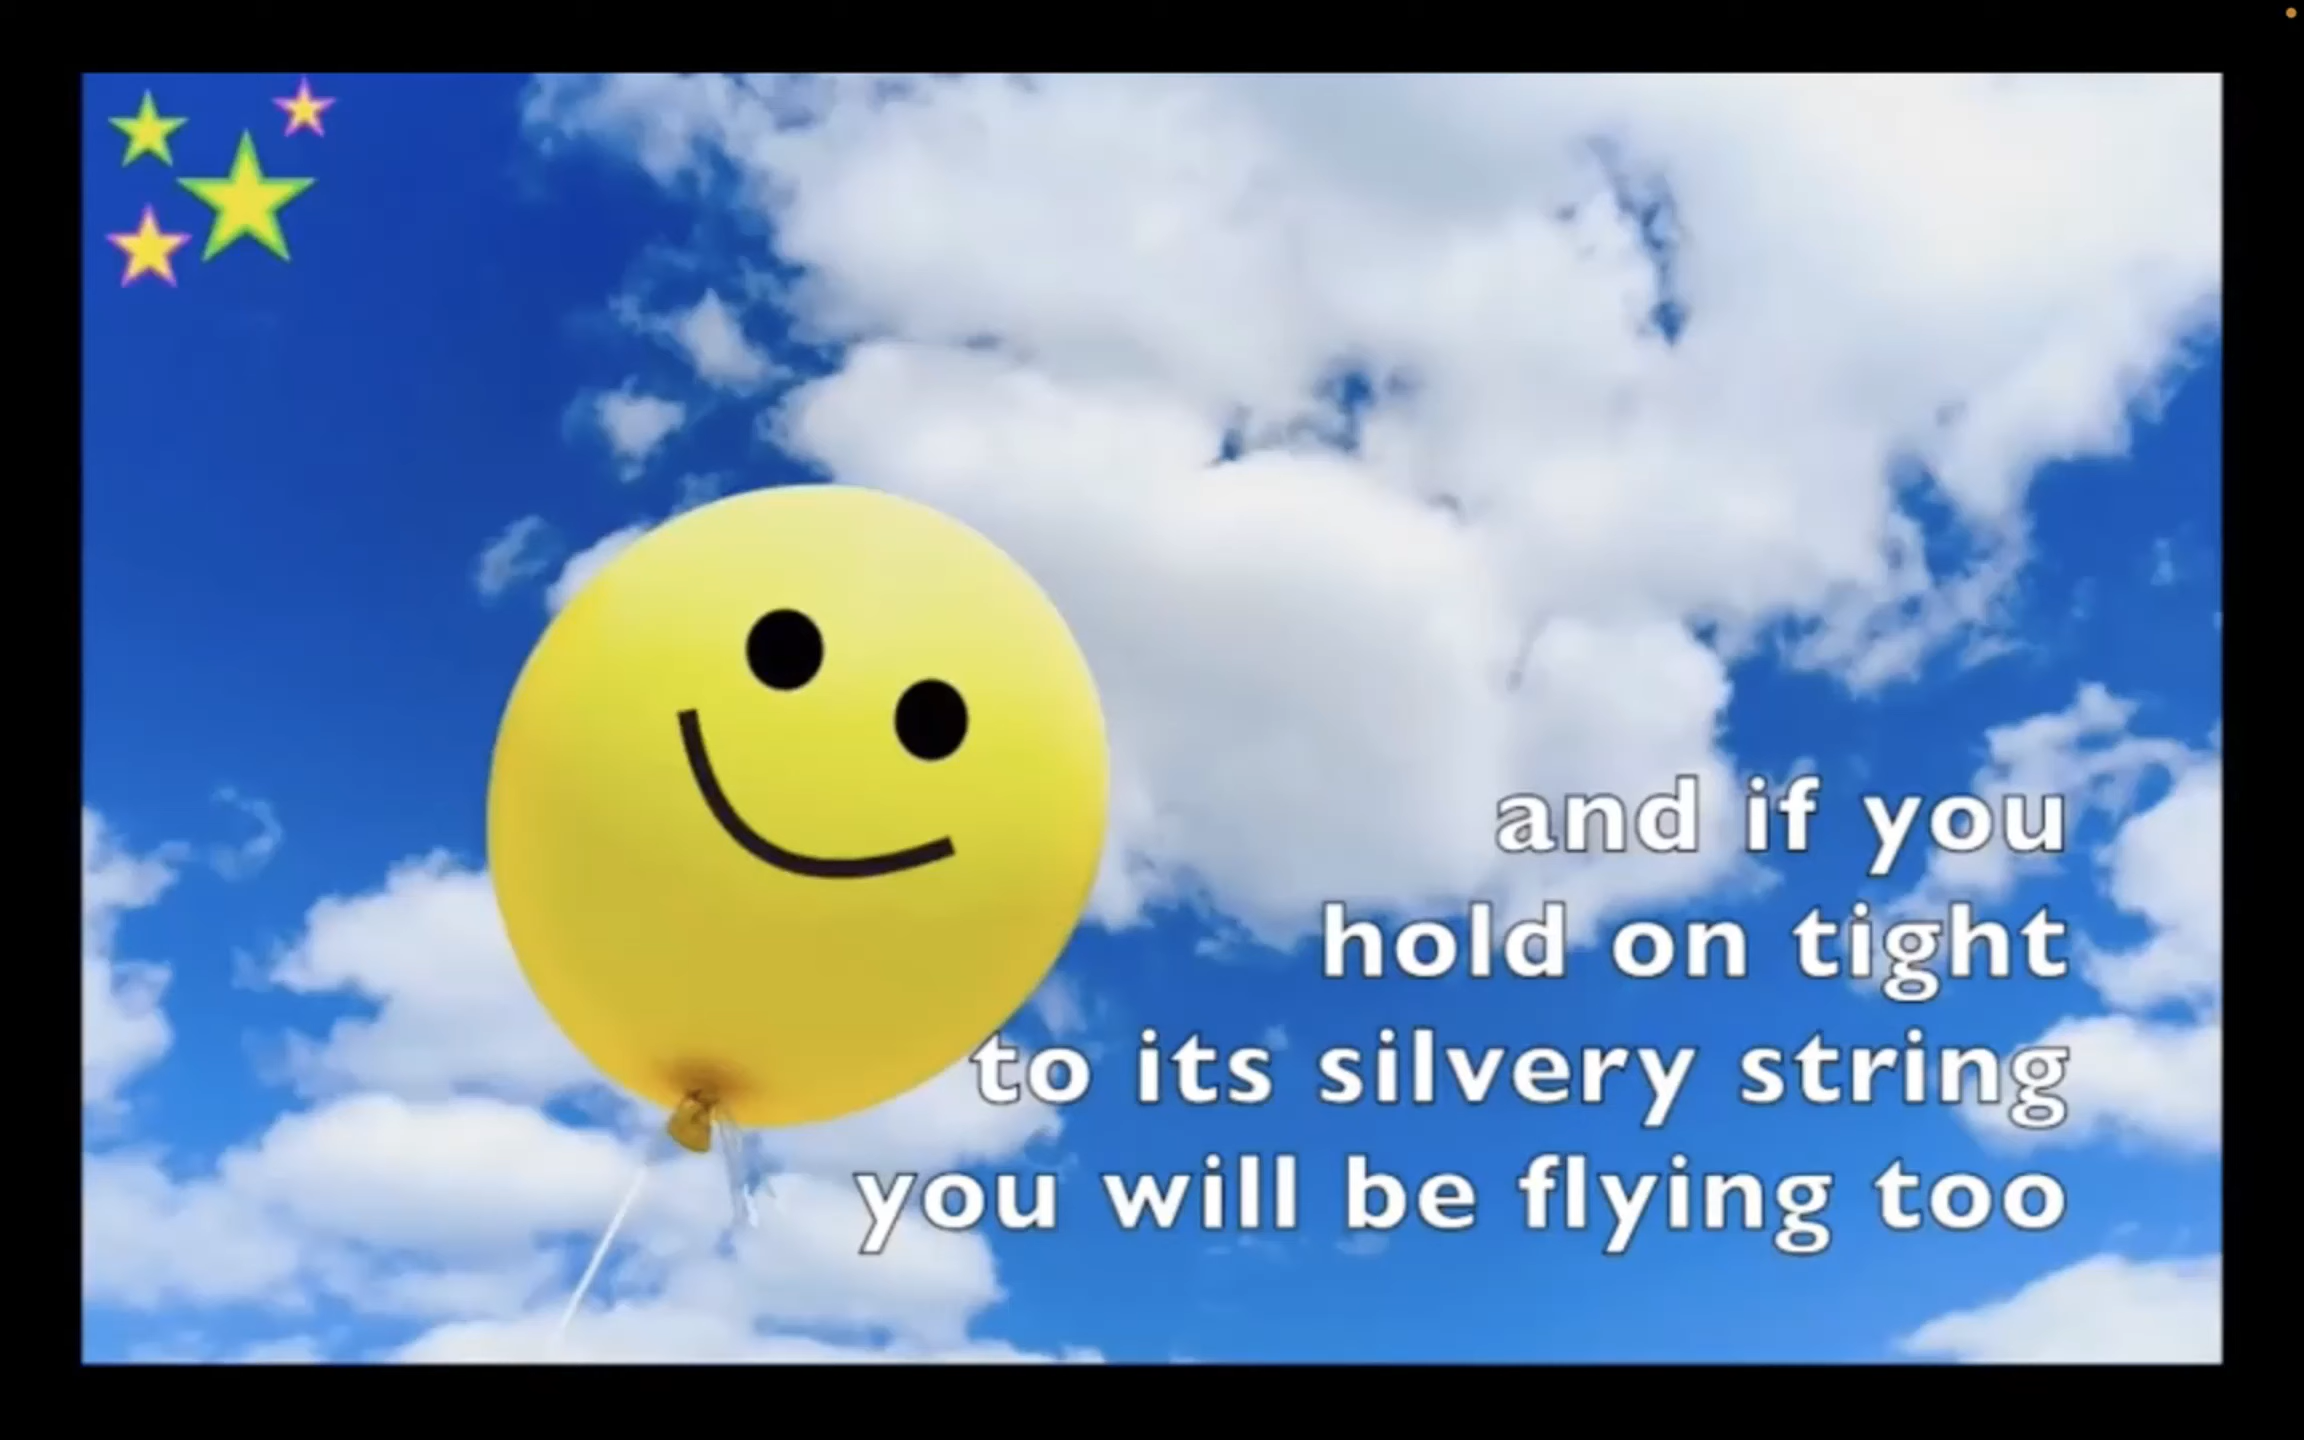 and if you
hold on tight
to its silvery string
you will be flying too